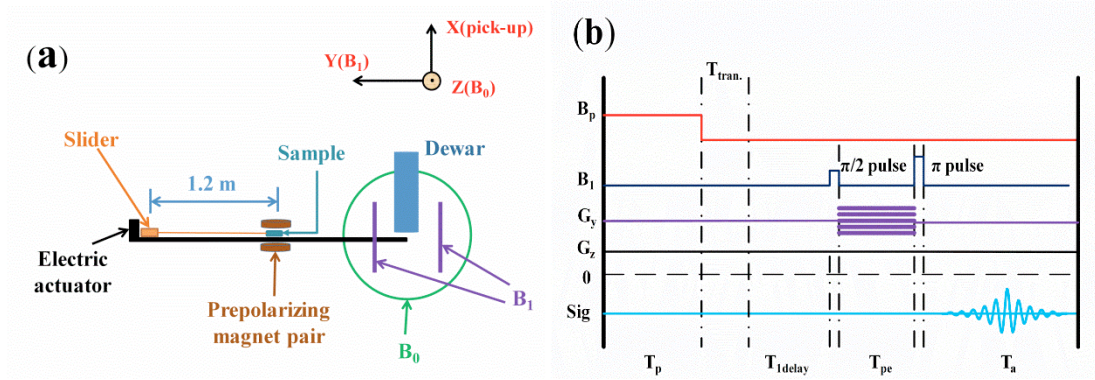 (a)
X(pick-up)
Y(B1)
Z(B0)
Slider
Sample
Dewar
1.2 m
Electric
actuator
Prepolarizing
magnet pair
B1
B0
(b)
Ttran.
Bp
B1
π/2 pulse
π pulse
Gy
Gz
0
Sig
Tp
T1delay
Tpe
Ta